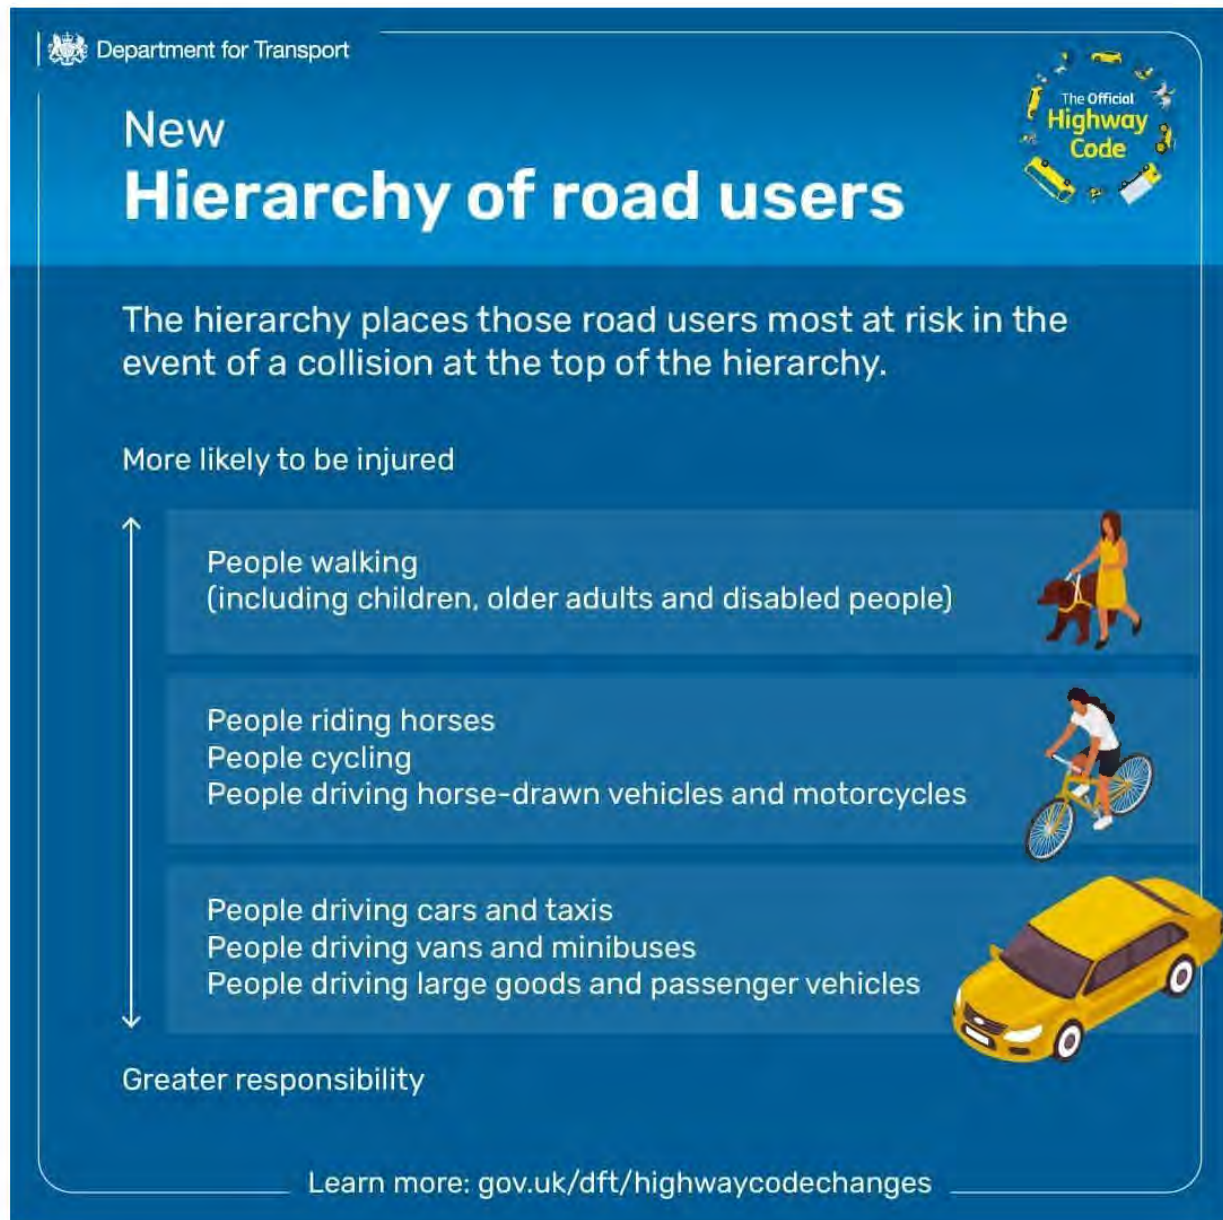 Department for Transport
The Official
Highway
Code
New
Hierarchy of road users
The hierarchy places those road users most at risk in the
event of a collision at the top of the hierarchy.
More likely to be injured
People walking
(including children, older adults and disabled people)
People riding horses
People cycling
People driving horse-drawn vehicles and motorcycles
People driving cars and taxis
People driving vans and minibuses
People driving large goods and passenger vehicles
Greater responsibility
Learn more: gov.uk/dft/highwaycodechanges